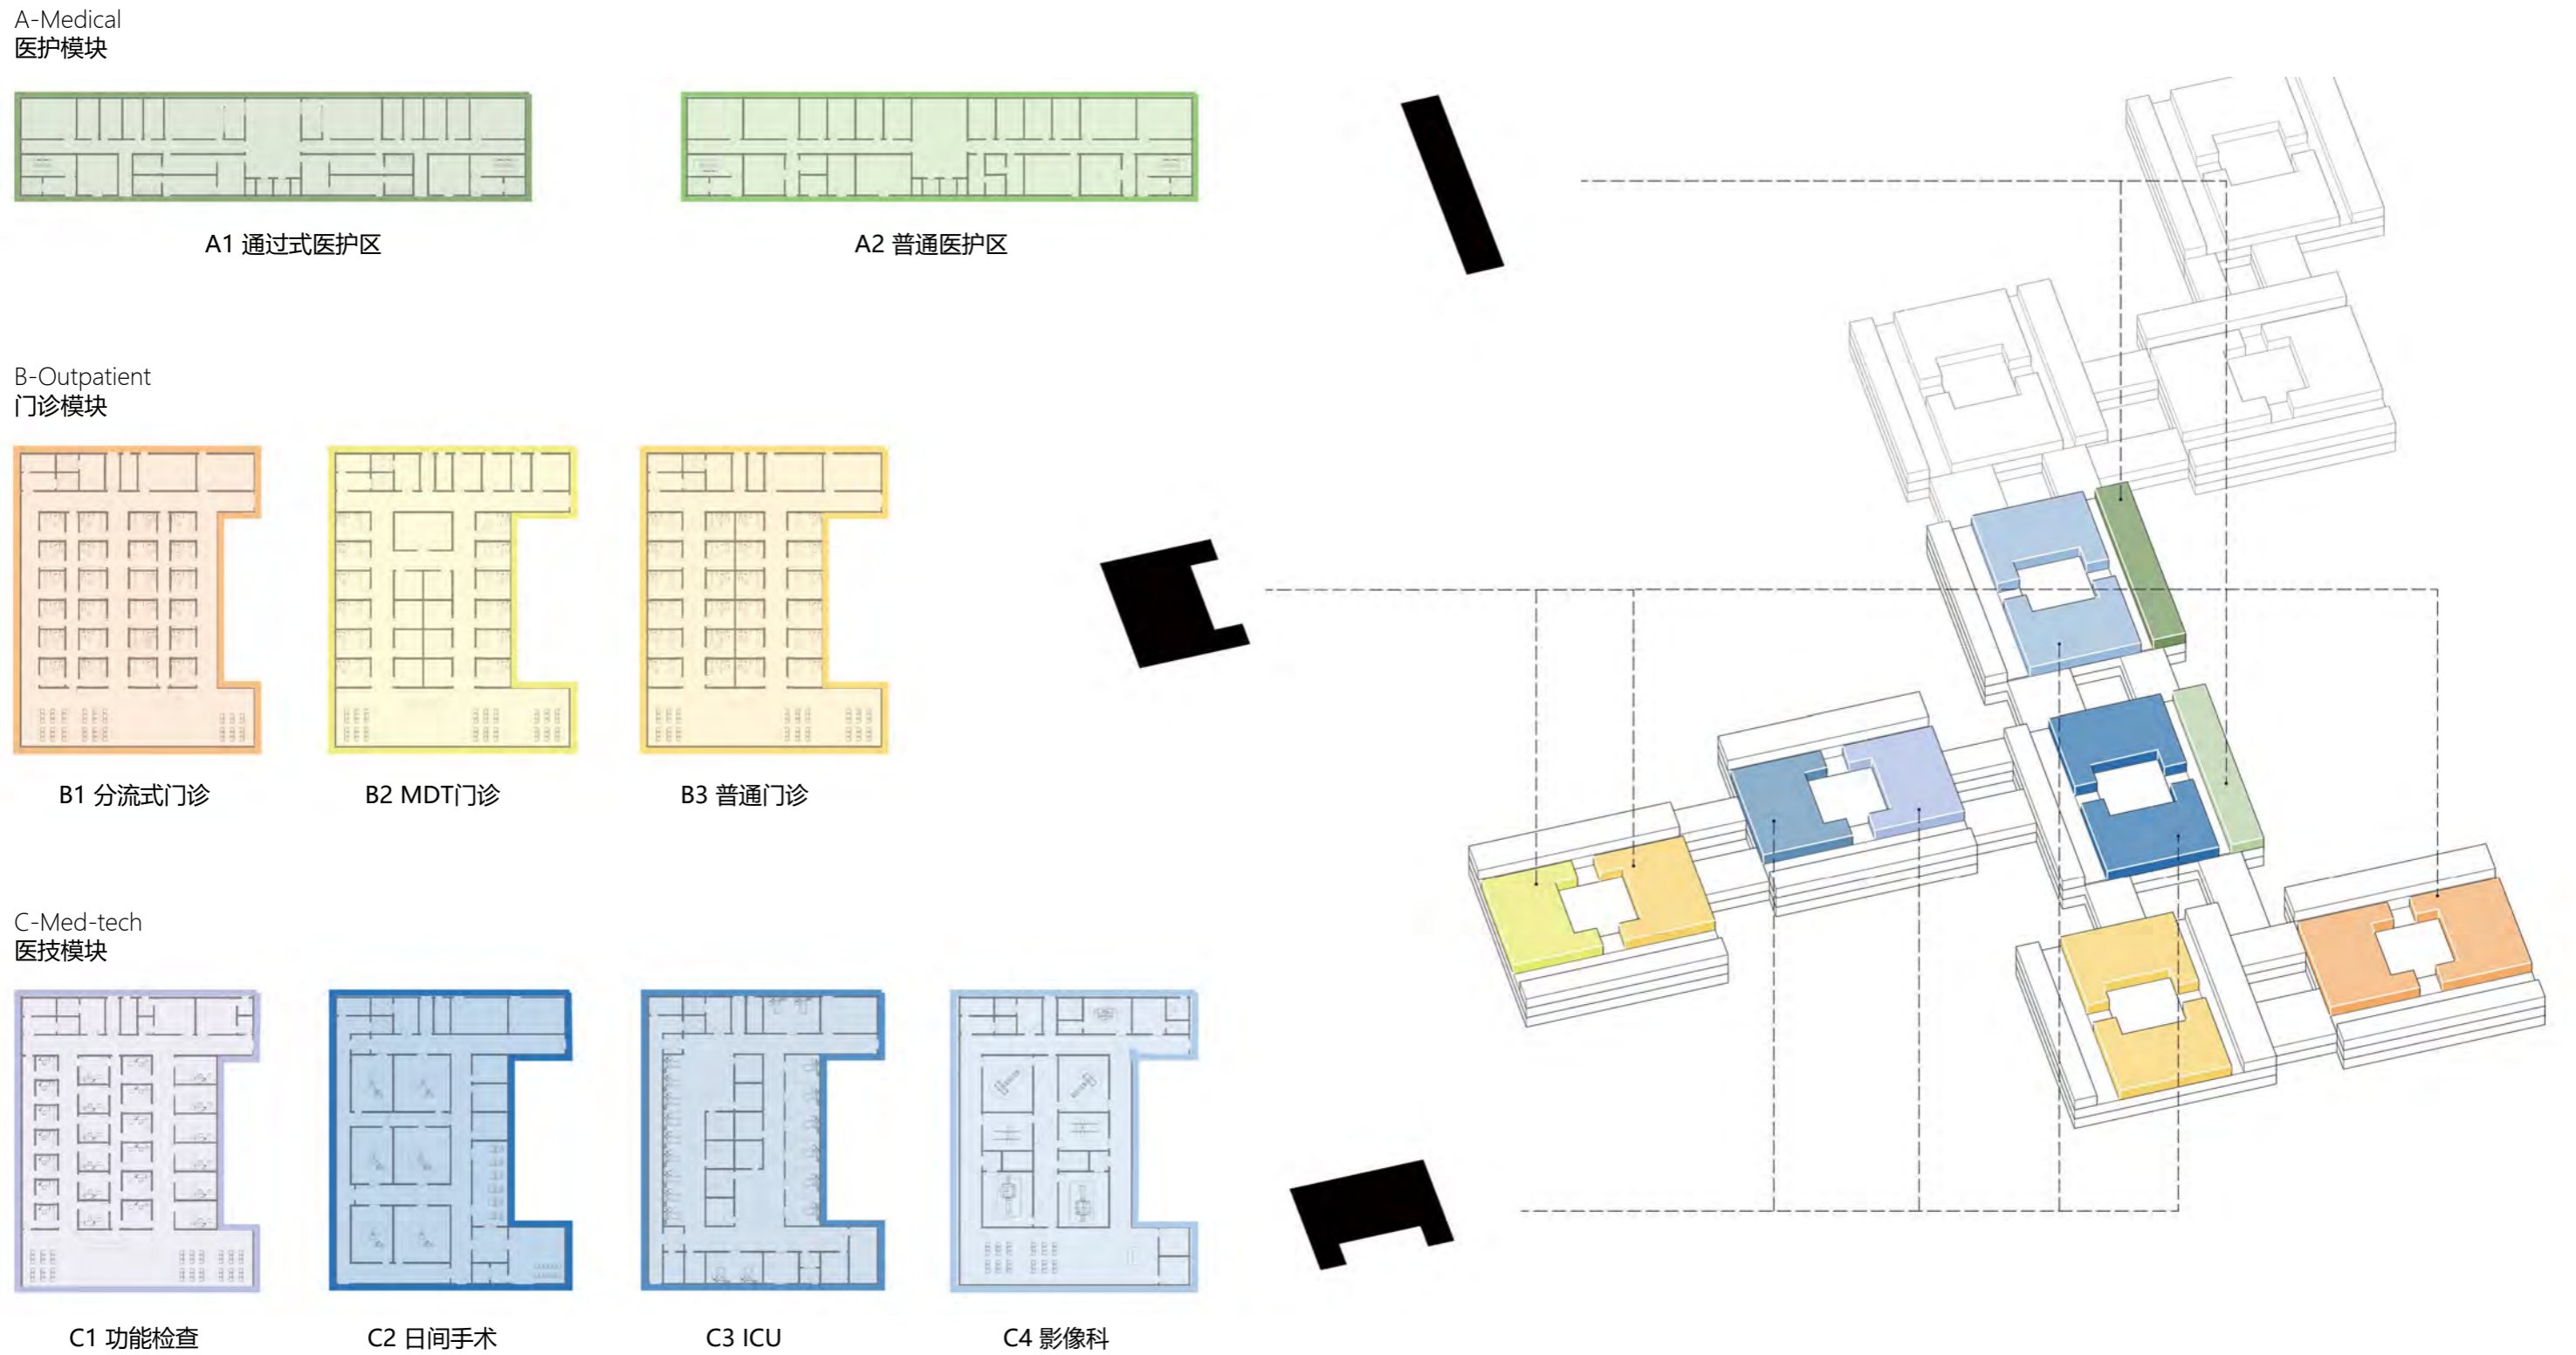 A-Medical
医护模块
A1 通过式医护区
A2 普通医护区
B-Outpatient
门诊模块
B1 分流式门诊
B2 MDT门诊
B3 普通门诊
C-Med-tech
医技模块
C1 功能检查
C2 日间手术
C3 ICU
C4 影像科